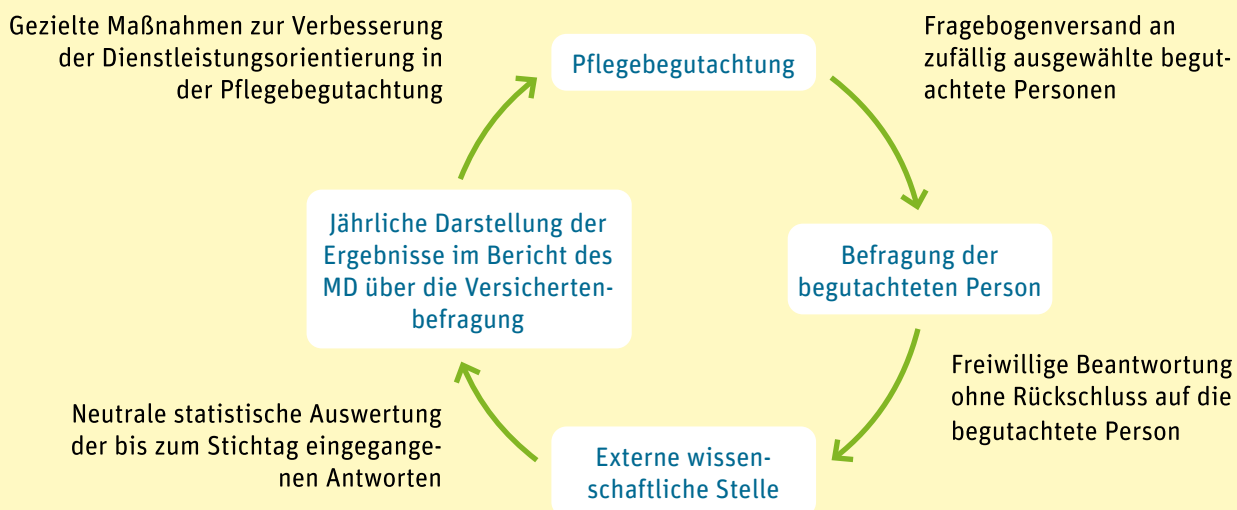 Gezielte Maßnahmen zur Verbesserung
der Dienstleistungsorientierung in
der Pflegebegutachtung
Pflegebegutachtung
Fragebogenversand an
zufällig ausgewählte begut-
achtete Personen
Befragung der
begutachteten Person
Freiwillige Beantwortung
ohne Rückschluss auf die
begutachtete Person
Externe wissen-
schaftliche Stelle
Neutrale statistische Auswertung
der bis zum Stichtag eingegange-
nen Antworten
Jährliche Darstellung der
Ergebnisse im Bericht des
MD über die Versicherten-
befragung